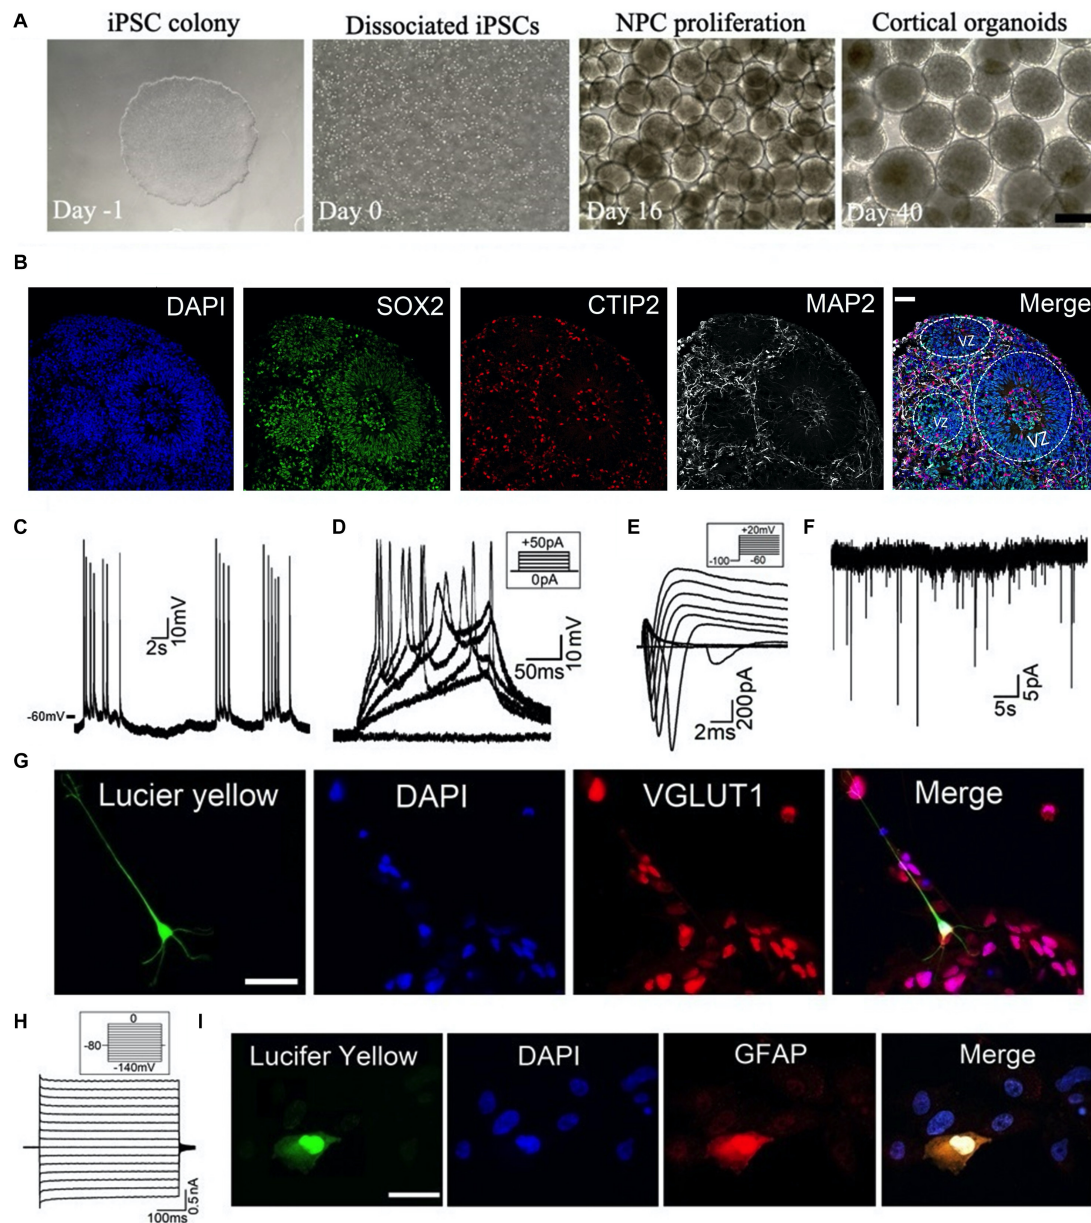 A
iPSC colony
Dissociated iPSCs
NPC proliferation
Cortical organoids
Day -1
Day 0
Day 16
Day 40
B
DAPI
SOX2
CTIP2
MAP2
Merge
VZ
VZ
VZ
C
2s
10mV
-60mV
D
+50pA
0pA
50ms
10 mV
E
+20mV
-100
-60
2ms
200pA
F
5s
5pA
G
Lucier yellow
DAPI
VGLUT1
Merge
H
0
-80
-140mV
100ms
0.5nA
I
Lucifer Yellow
DAPI
GFAP
Merge